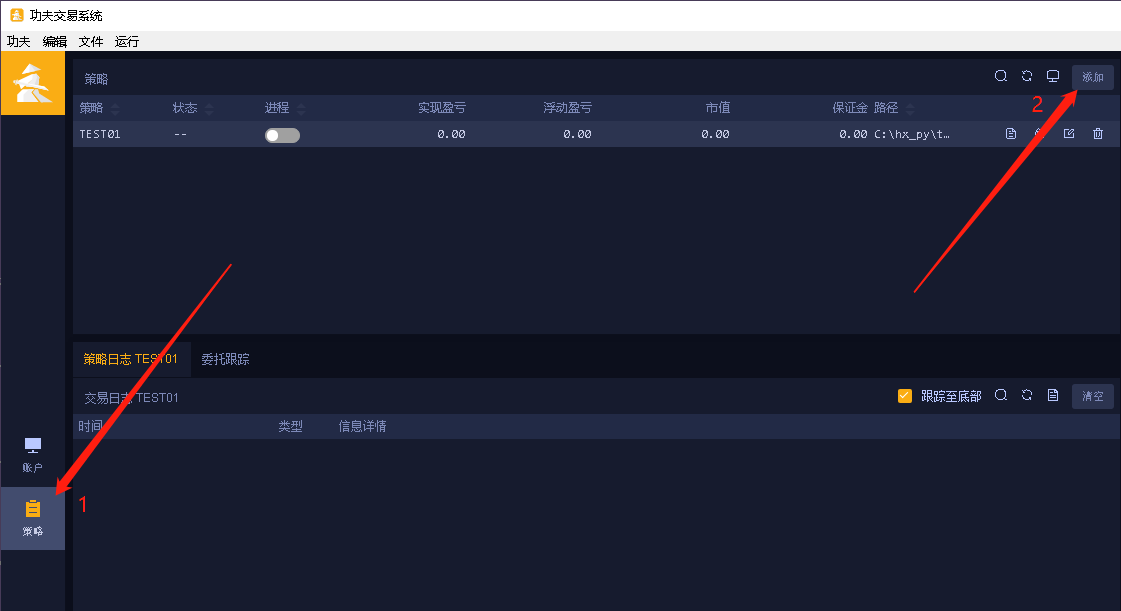 功夫交易系统
功夫 编辑 文件 运行
策略 添加
策略 状态 进程 实现盈亏 浮动盈亏 市值 保证金 路径
2
TEST01 -- 0.00 0.00 0.00 0.00 C:\hx_py\t…
策略日志 TEST01 委托跟踪
交易日志 TEST01 跟踪至底部 清空
时间 类型 信息详情
账户
1
策略